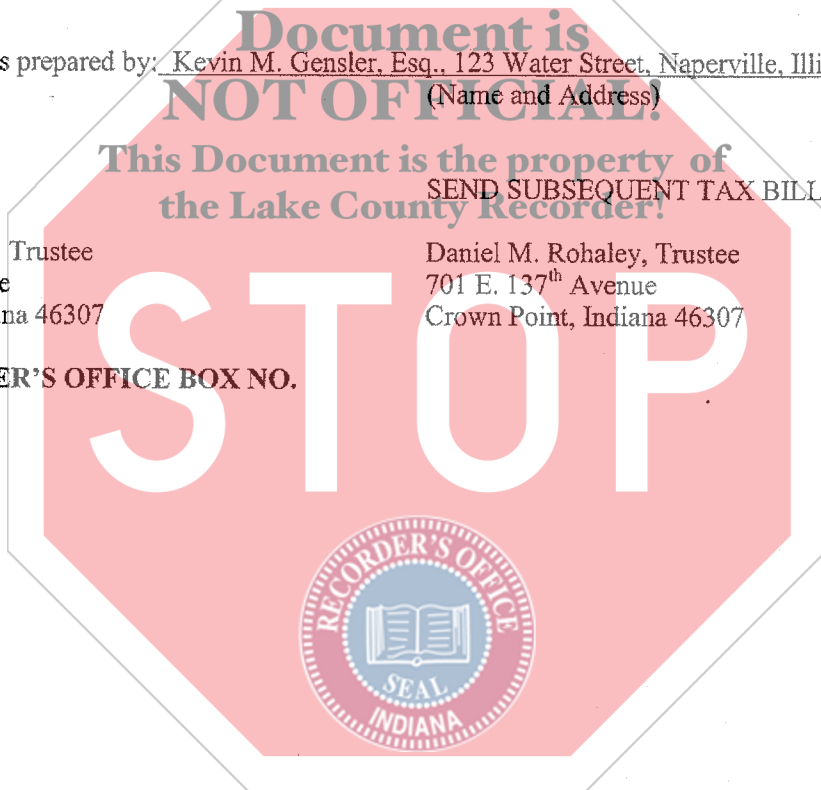 Document is
s prepared by: Kevin M. Gensler, Esq., 123 Water Street, Naperville, Illi
NOT OFFICIAL!
(Name and Address)
This Document is the property of
SEND SUBSEQUENT TAX BILL
the Lake County Recorder!
Trustee
e
na 46307
Daniel M. Rohaley, Trustee
701 E. 137th Avenue
Crown Point, Indiana 46307
ER'S OFFICE BOX NO.
STOP
RECORDER'S OFFICE
SEAL
INDIANA